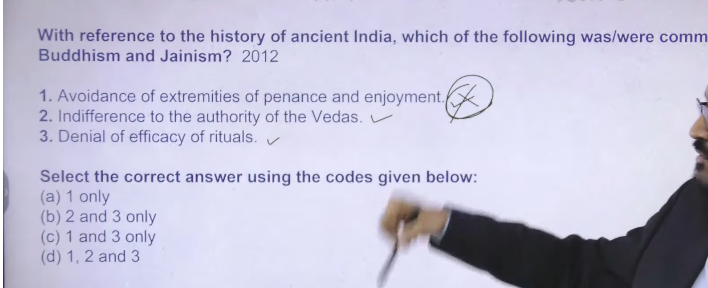 With reference to the history of ancient India, which of the following was/were comm
Buddhism and Jainism? 2012
1. Avoidance of extremities of penance and enjoyment.
2. Indifference to the authority of the Vedas.
3. Denial of efficacy of rituals.
Select the correct answer using the codes given below:
(a) 1 only
(b) 2 and 3 only
(c) 1 and 3 only
(d) 1, 2 and 3